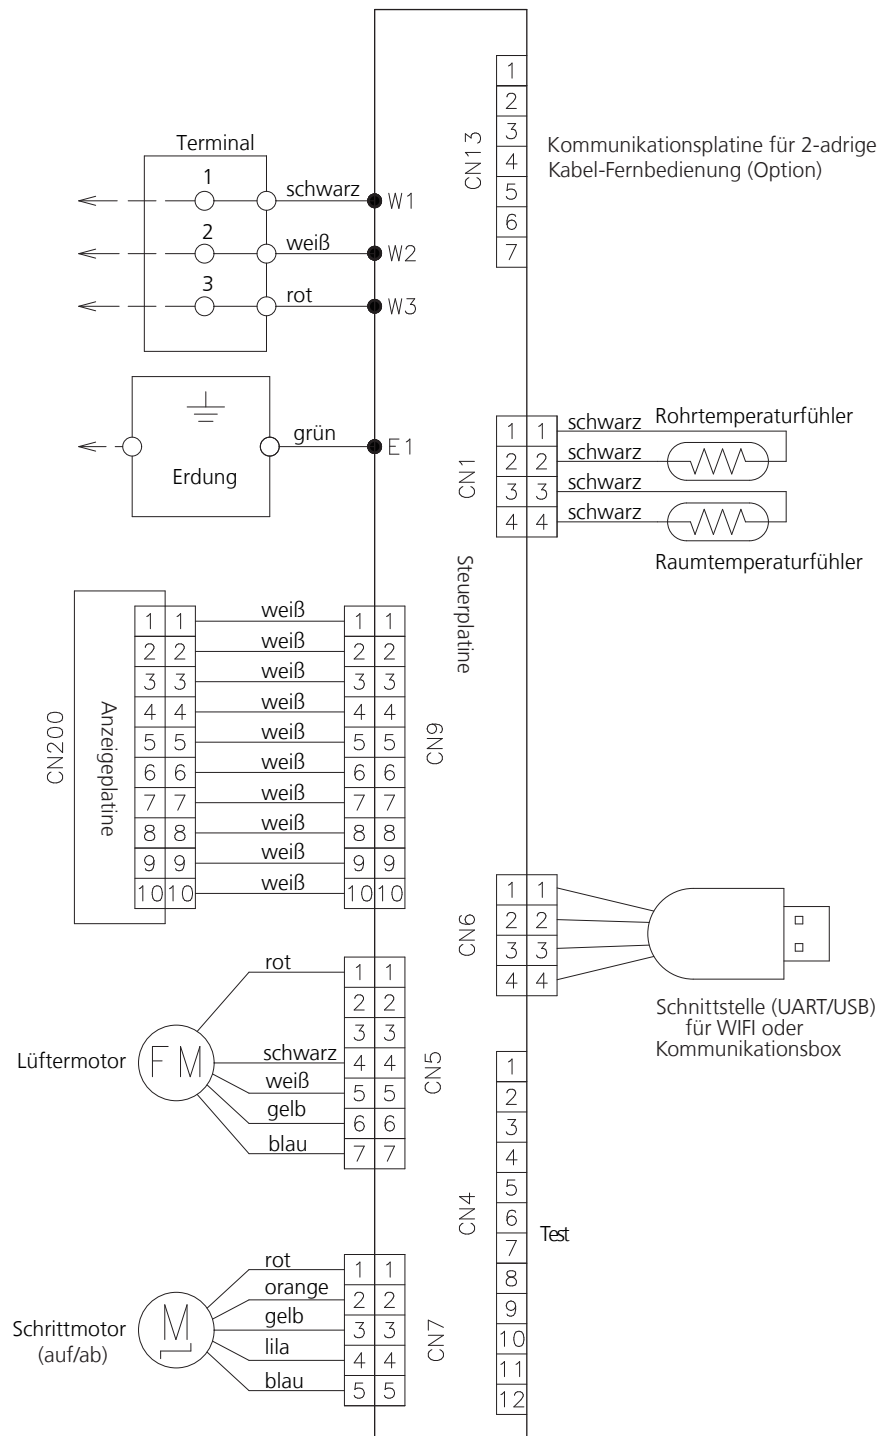 Terminal
1
schwarz
W1
2
weiß
W2
3
rot
W3
Erdung
grün
E1
CN200
Anzeigeplatine
1 1 weiß 1 1
2 2 weiß 2 2
3 3 weiß 3 3
4 4 weiß 4 4
5 5 weiß 5 5
6 6 weiß 6 6
7 7 weiß 7 7
8 8 weiß 8 8
9 9 weiß 9 9
10 10 weiß 10 10
CN9
Lüftermotor
FM
rot 1 1
2 2
3 3
schwarz 4 4
weiß 5 5
gelb 6 6
blau 7 7
CN5
Schrittmotor
(auf/ab)
M
rot 1 1
orange 2 2
gelb 3 3
lila 4 4
blau 5 5
CN7
Steuerplatine
CN13
1
2
3
4
5
6
7
Kommunikationsplatine für 2-adrige
Kabel-Fernbedienung (Option)
CN1
1 1 schwarz
2 2 schwarz
3 3 schwarz
4 4 schwarz
Rohrtemperaturfühler
Raumtemperaturfühler
CN6
1 1
2 2
3 3
4 4
Schnittstelle (UART/USB)
für WIFI oder
Kommunikationsbox
CN4
1
2
3
4
5
6
7
8
9
10
11
12
Test